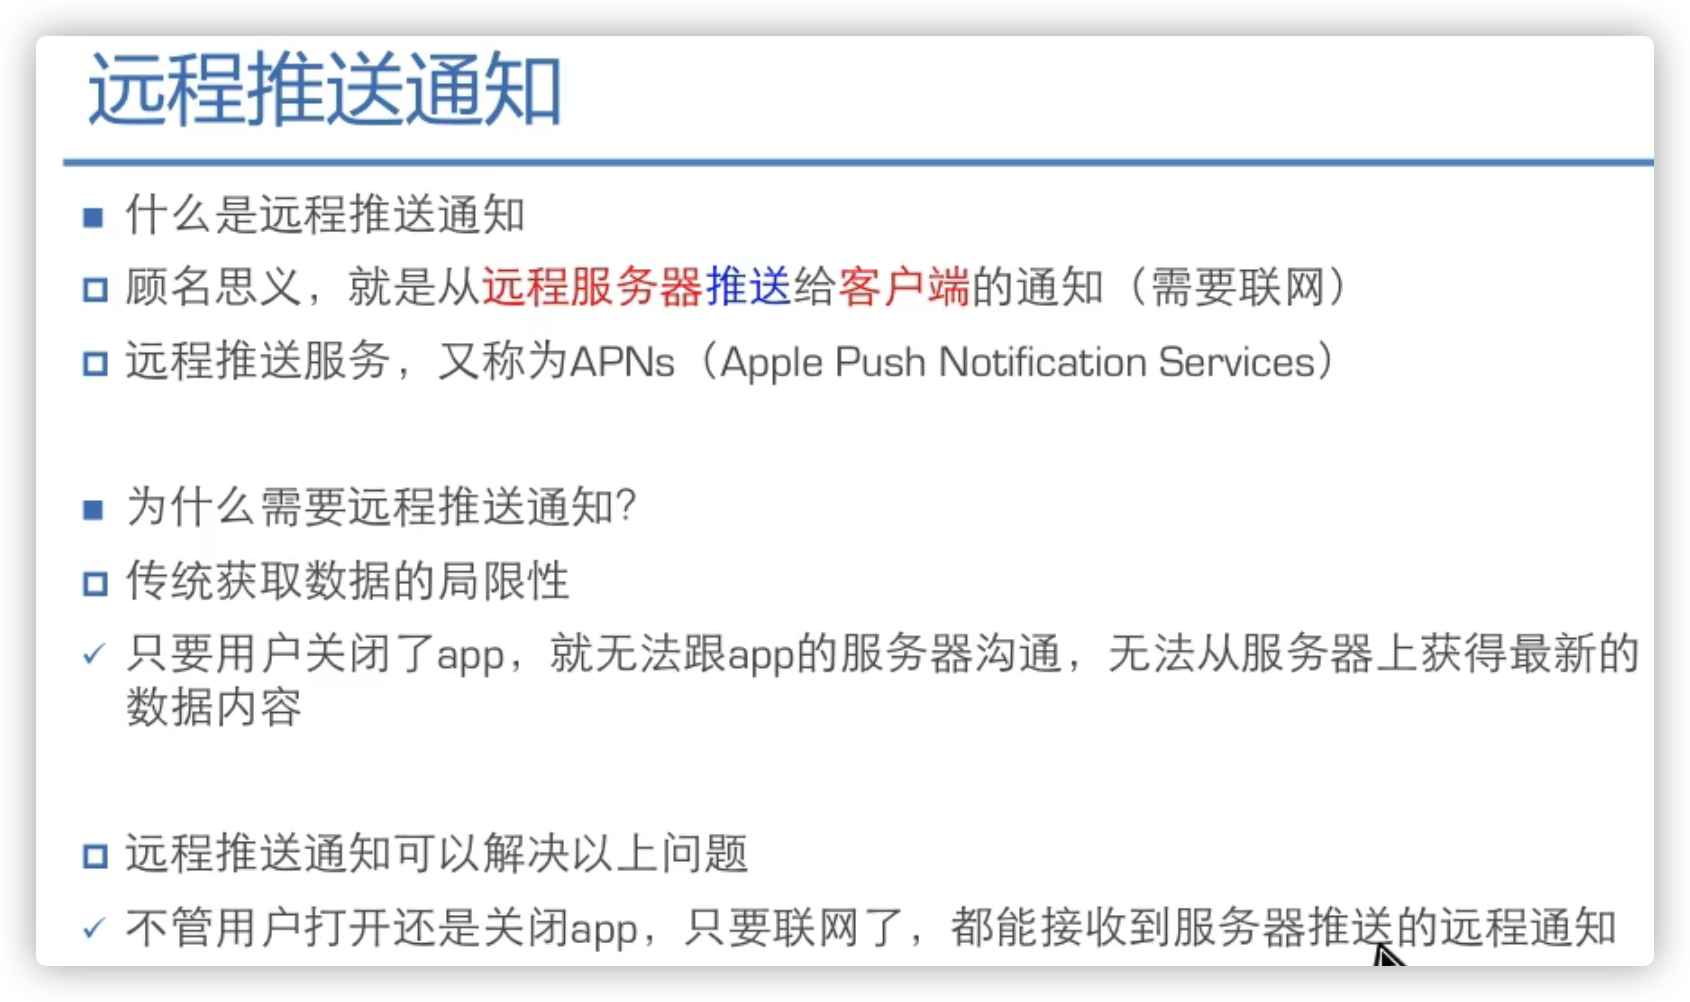 远程推送通知
什么是远程推送通知
顾名思义，就是从远程服务器推送给客户端的通知（需要联网）
远程推送服务，又称为APNs（Apple Push Notification Services）
为什么需要远程推送通知？
传统获取数据的局限性
只要用户关闭了app，就无法跟app的服务器沟通，无法从服务器上获得最新的
数据内容
远程推送通知可以解决以上问题
不管用户打开还是关闭app，只要联网了，都能接收到服务器推送的远程通知